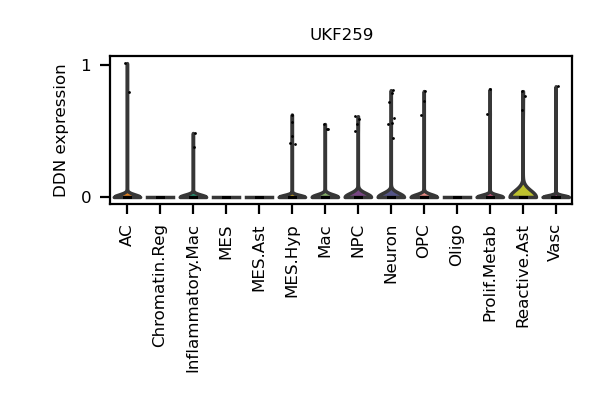 UKF259
DDN expression
1
0
AC
Chromatin.Reg
Inflammatory.Mac
MES
MES.Ast
MES.Hyp
Mac
NPC
Neuron
OPC
Oligo
Prolif.Metab
Reactive.Ast
Vasc